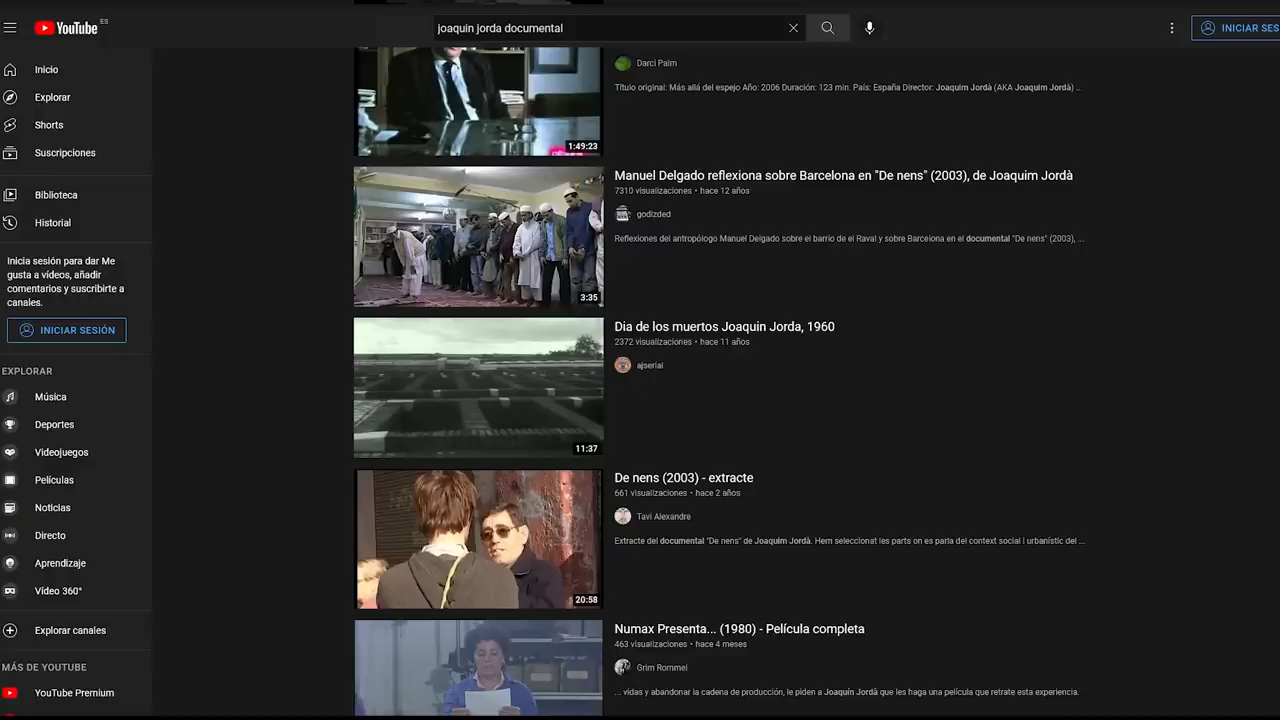 YouTube ES
joaquin jorda documental
INICIAR SES
Inicio
Explorar
Shorts
Suscripciones
Biblioteca
Historial
Inicia sesión para dar Me
gusta a vídeos, añadir
comentarios y suscribirte a
canales.
INICIAR SESIÓN
EXPLORAR
Música
Deportes
Videojuegos
Películas
Noticias
Directo
Aprendizaje
Vídeo 360°
Explorar canales
MÁS DE YOUTUBE
YouTube Premium
Darci Palm
Título original: Más allá del espejo Año: 2006 Duración: 123 min. País: España Director: Joaquim Jordà (AKA Joaquim Jordà) ...
1:49:23
Manuel Delgado reflexiona sobre Barcelona en "De nens" (2003), de Joaquim Jordà
7310 visualizaciones • hace 12 años
godizded
Reflexiones del antropólogo Manuel Delgado sobre el barrio de el Raval y sobre Barcelona en el documental "De nens" (2003), ...
3:35
Dia de los muertos Joaquin Jorda, 1960
2372 visualizaciones • hace 11 años
ajserial
11:37
De nens (2003) - extracte
661 visualizaciones • hace 2 años
Tavi Alexandre
Extracte del documental "De nens" de Joaquim Jordà. Hem seleccionat les parts on es parla del context social i urbanístic del ...
20:58
Numax Presenta... (1980) - Película completa
463 visualizaciones • hace 4 meses
Grim Rommel
... vidas y abandonar la cadena de producción, le piden a Joaquín Jordà que les haga una película que retrate esta experiencia.